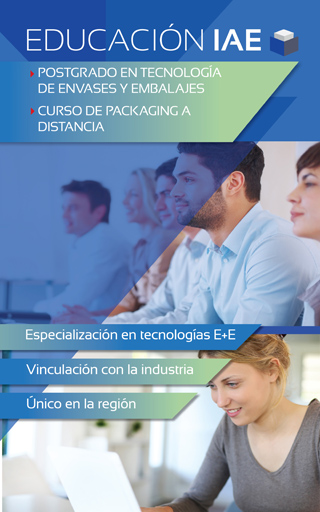 EDUCACIÓN IAE
POSTGRADO EN TECNOLOGÍA
DE ENVASES Y EMBALAJES
CURSO DE PACKAGING A
DISTANCIA
Especialización en tecnologías E+E
Vinculación con la industria
Único en la región